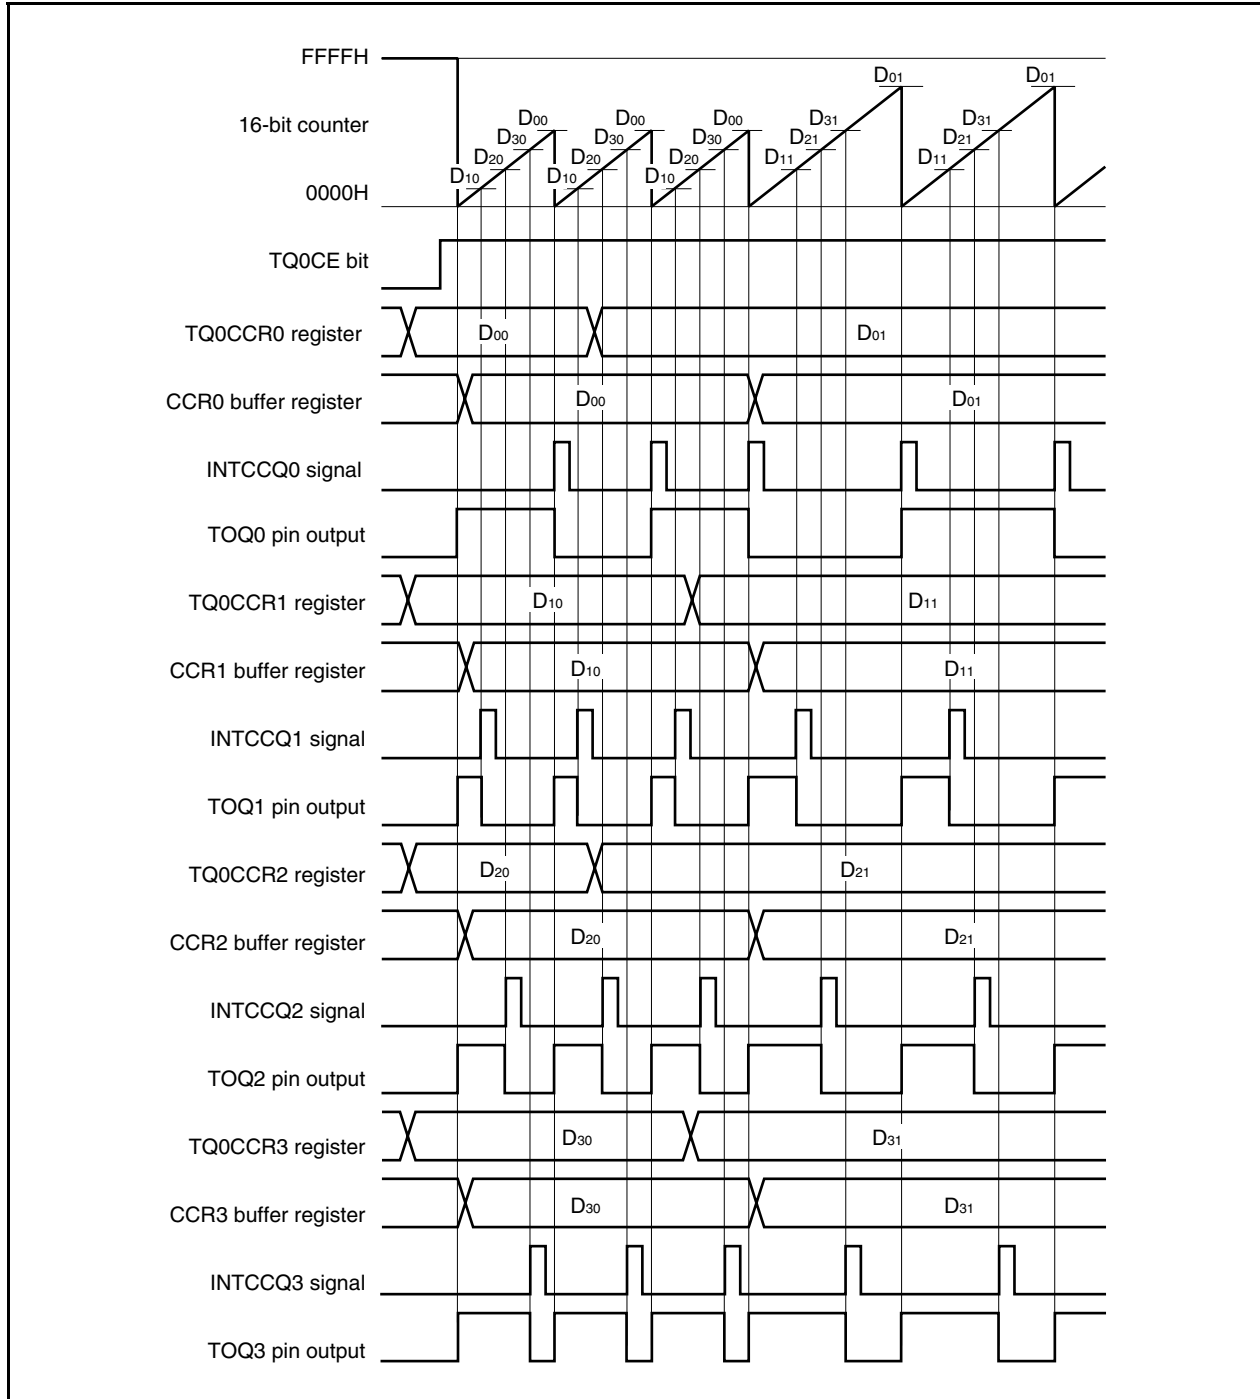 FFFFH
D01 D01
16-bit counter
D00 D00 D00 D31 D31
D30 D30 D30 D21 D21
D20 D20 D20 D11 D11
D10 D10 D10
0000H
TQ0CE bit
TQ0CCR0 register D00 D01
CCR0 buffer register D00 D01
INTCCQ0 signal
TOQ0 pin output
TQ0CCR1 register D10 D11
CCR1 buffer register D10 D11
INTCCQ1 signal
TOQ1 pin output
TQ0CCR2 register D20 D21
CCR2 buffer register D20 D21
INTCCQ2 signal
TOQ2 pin output
TQ0CCR3 register D30 D31
CCR3 buffer register D30 D31
INTCCQ3 signal
TOQ3 pin output